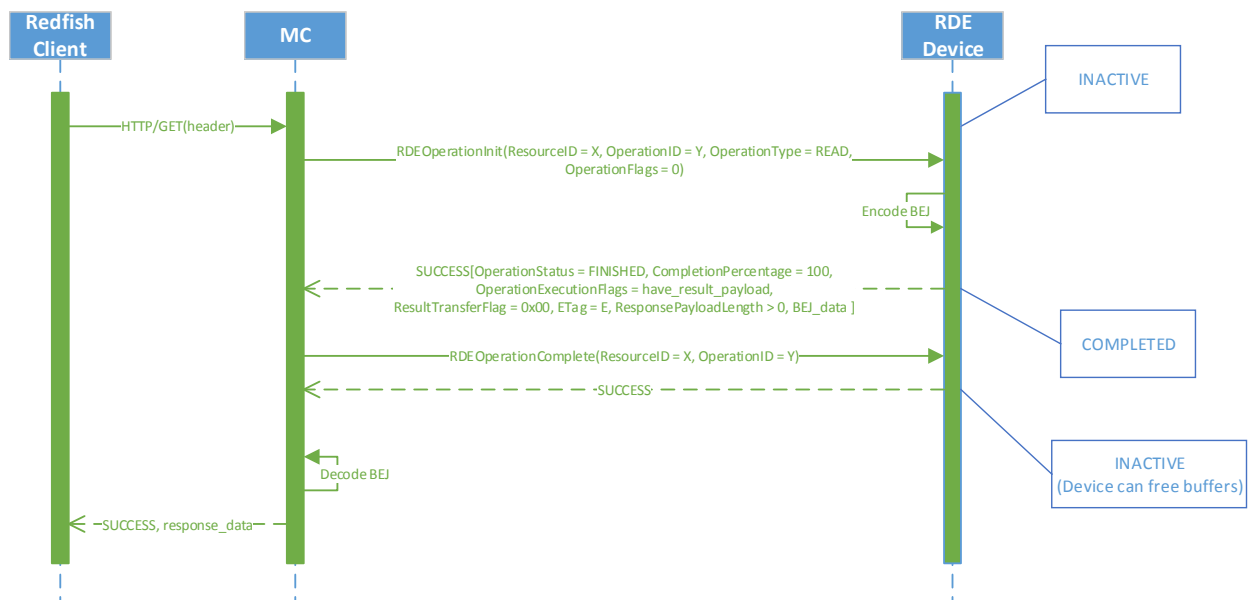 Redfish
Client
MC
RDE
Device
INACTIVE
HTTP/GET(header)
RDEOperationInit(ResourceID = X, OperationID = Y, OperationType = READ,
OperationFlags = 0)
Encode BEJ
SUCCESS[OperationStatus = FINISHED, CompletionPercentage = 100,
OperationExecutionFlags = have_result_payload,
ResultTransferFlag = 0x00, ETag = E, ResponsePayloadLength > 0, BEJ_data ]
COMPLETED
RDEOperationComplete(ResourceID = X, OperationID = Y)
SUCCESS
INACTIVE
(Device can free buffers)
Decode BEJ
SUCCESS, response_data